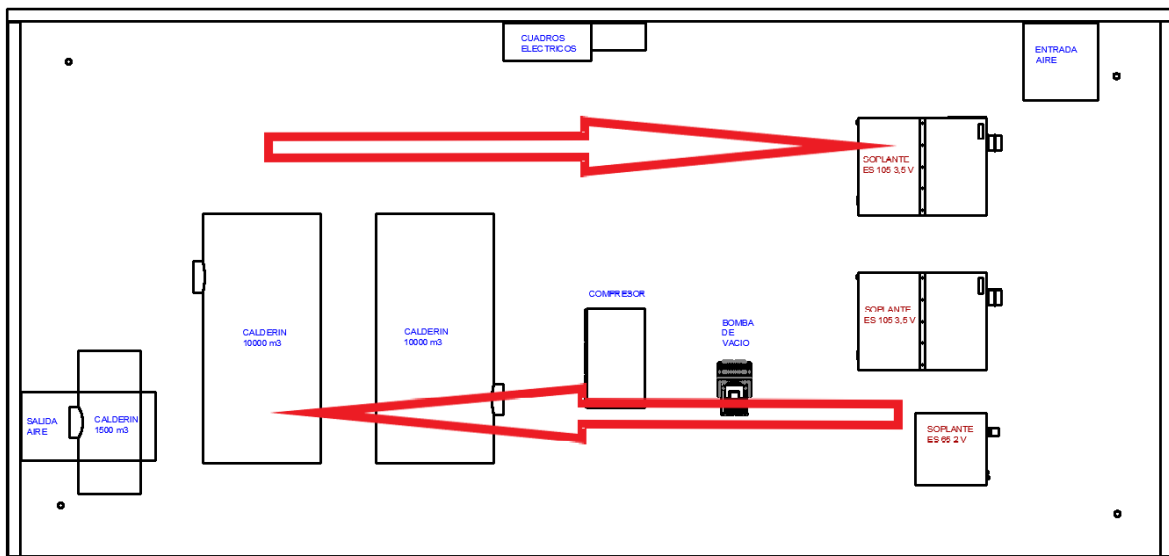 CUADROS
ELECTRICOS
ENTRADA
AIRE
SOPLANTE
ES 105 3,5 V
COMPRESOR
BOMBA
DE
VACIO
SOPLANTE
ES 105 3,5 V
CALDERIN
10000 m3
CALDERIN
10000 m3
SALIDA
AIRE
CALDERIN
1500 m3
SOPLANTE
ES 65 2 V